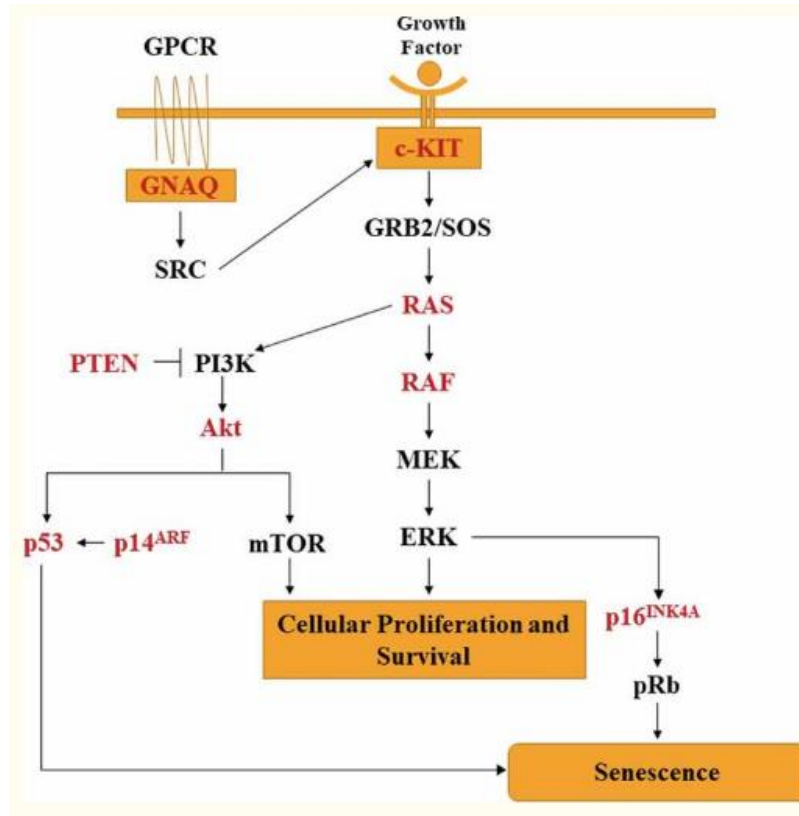 GPCR
Growth
Factor
c-KIT
GNAQ
GRB2/SOS
SRC
RAS
PTEN
PI3K
RAF
Akt
MEK
p53
p14ARF
mTOR
ERK
Cellular Proliferation and
Survival
p16INK4A
pRb
Senescence